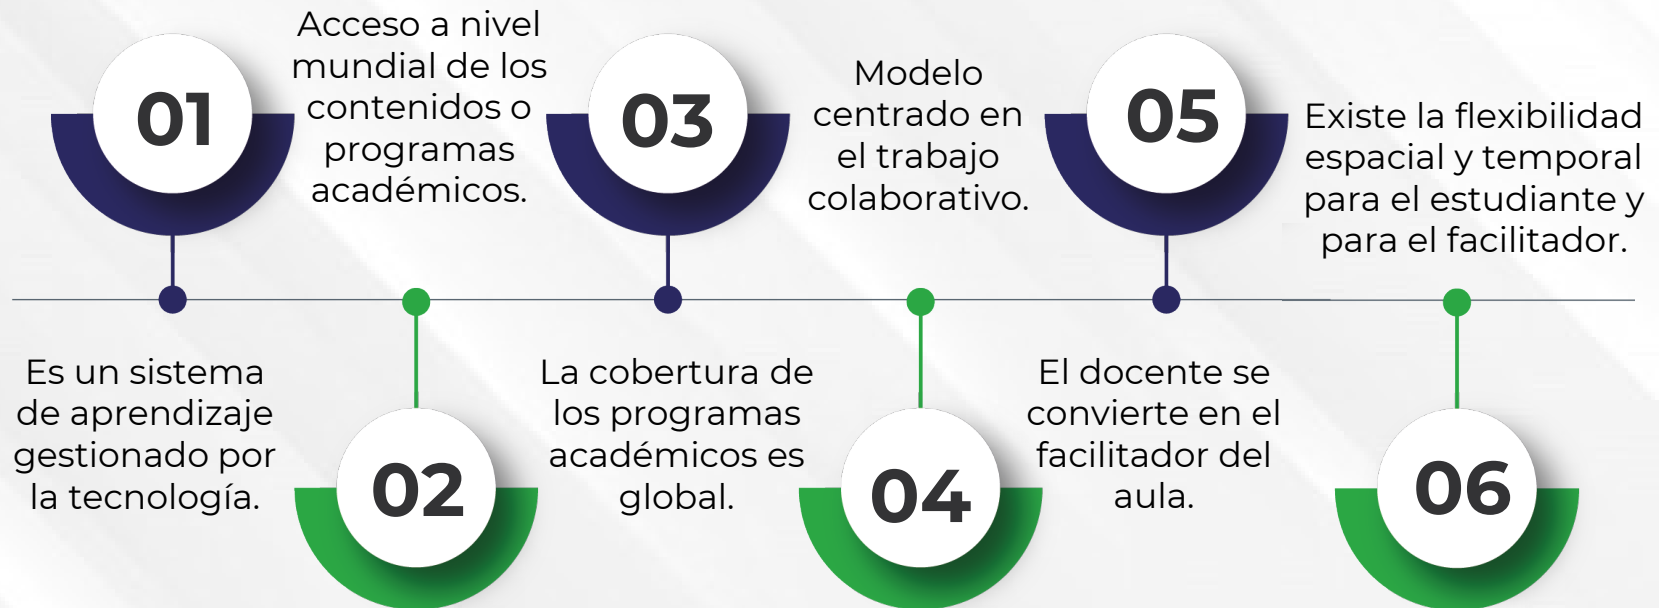 01
Es un sistema
de aprendizaje
gestionado por
la tecnología.
Acceso a nivel
mundial de los
contenidos o
programas
académicos.
02
03
La cobertura de
los programas
académicos es
global.
Modelo
centrado en
el trabajo
colaborativo.
04
05
El docente se
convierte en el
facilitador del
aula.
Existe la flexibilidad
espacial y temporal
para el estudiante y
para el facilitador.
06